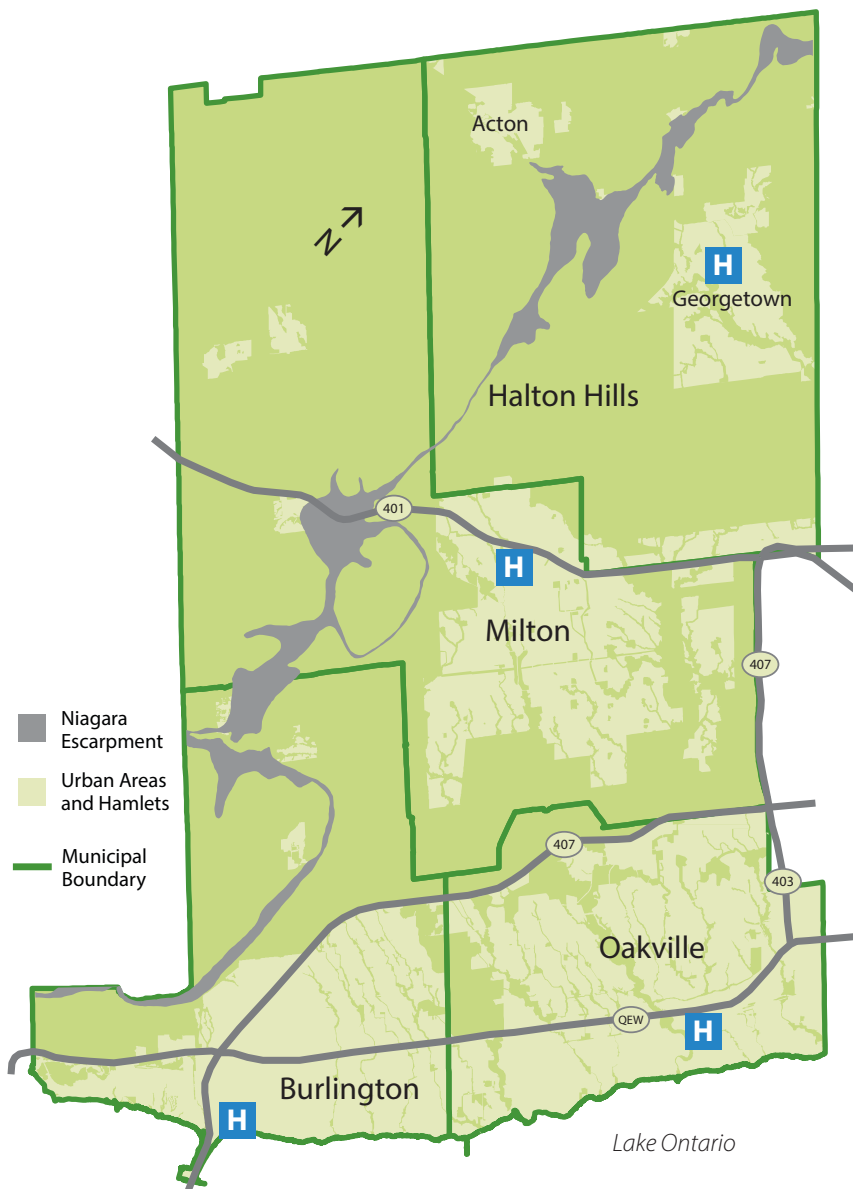 Acton
N
H
Georgetown
Halton Hills
401
H
Milton
407
Niagara
Escarpment
Urban Areas
and Hamlets
Municipal
Boundary
407
403
Oakville
QEW
H
Burlington
H
Lake Ontario